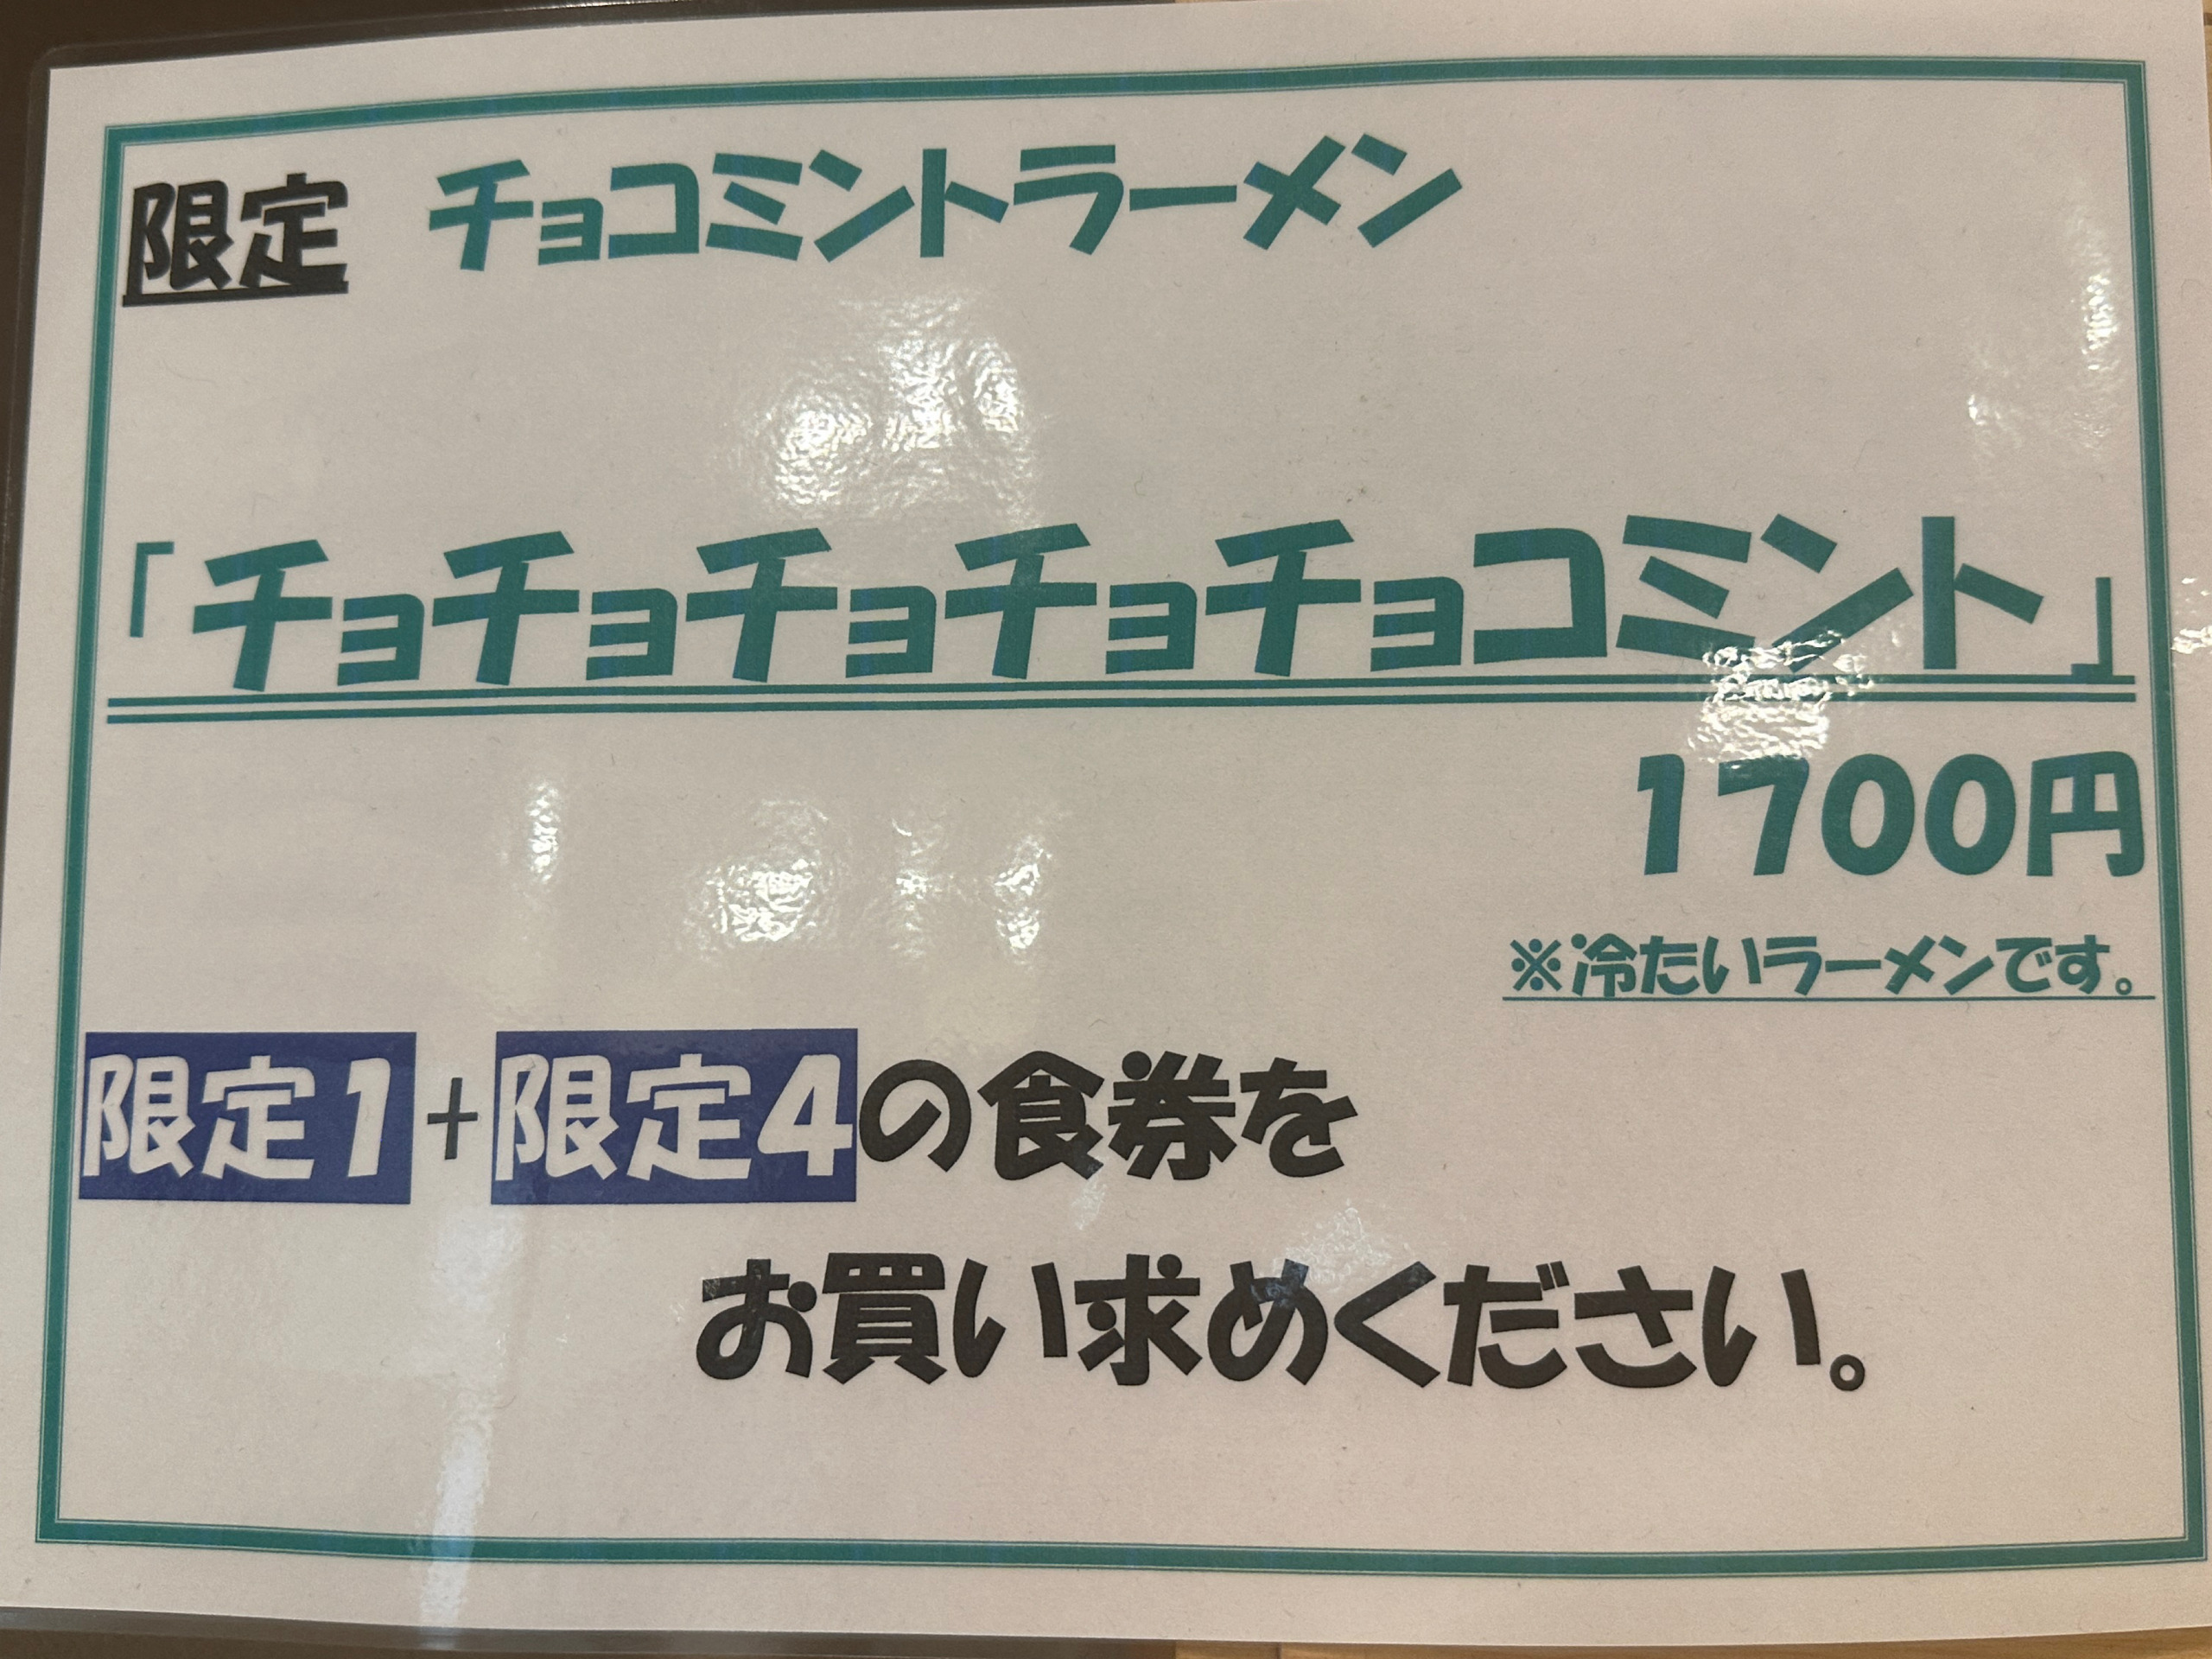 限定 チョコミントラーメン
「チョチョチョチョチョコミント」
1700円
※冷たいラーメンです。
限定1+限定4の食券を
お買い求めください。